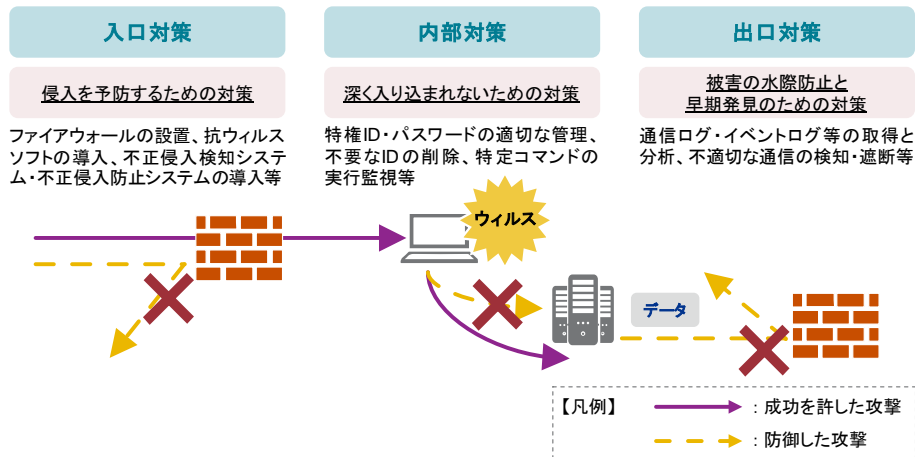 入口対策
内部対策
出口対策
侵入を予防するための対策
深く入り込まれないための対策
被害の水際防止と
早期発見のための対策
ファイアウォールの設置、抗ウィルス
ソフトの導入、不正侵入検知システ
ム・不正侵入防止システムの導入等
特権ID・パスワードの適切な管理、
不要なIDの削除、特定コマンドの
実行監視等
通信ログ・イベントログ等の取得と
分析、不適切な通信の検知・遮断等
ウィルス
データ
【凡例】
：成功を許した攻撃
：防御した攻撃